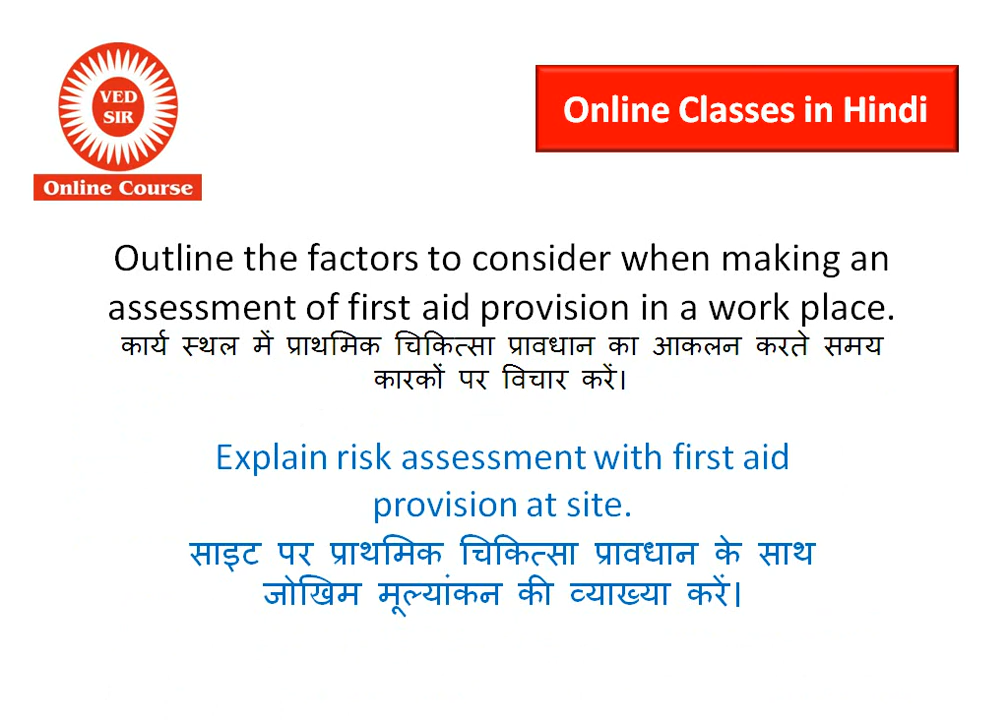 VED
SIR
Online Course
Online Classes in Hindi
Outline the factors to consider when making an
assessment of first aid provision in a work place.
कार्य स्थल में प्राथमिक चिकित्सा प्रावधान का आकलन करते समय
कारकों पर विचार करें।
Explain risk assessment with first aid
provision at site.
साइट पर प्राथमिक चिकित्सा प्रावधान के साथ
जोखिम मूल्यांकन की व्याख्या करें।